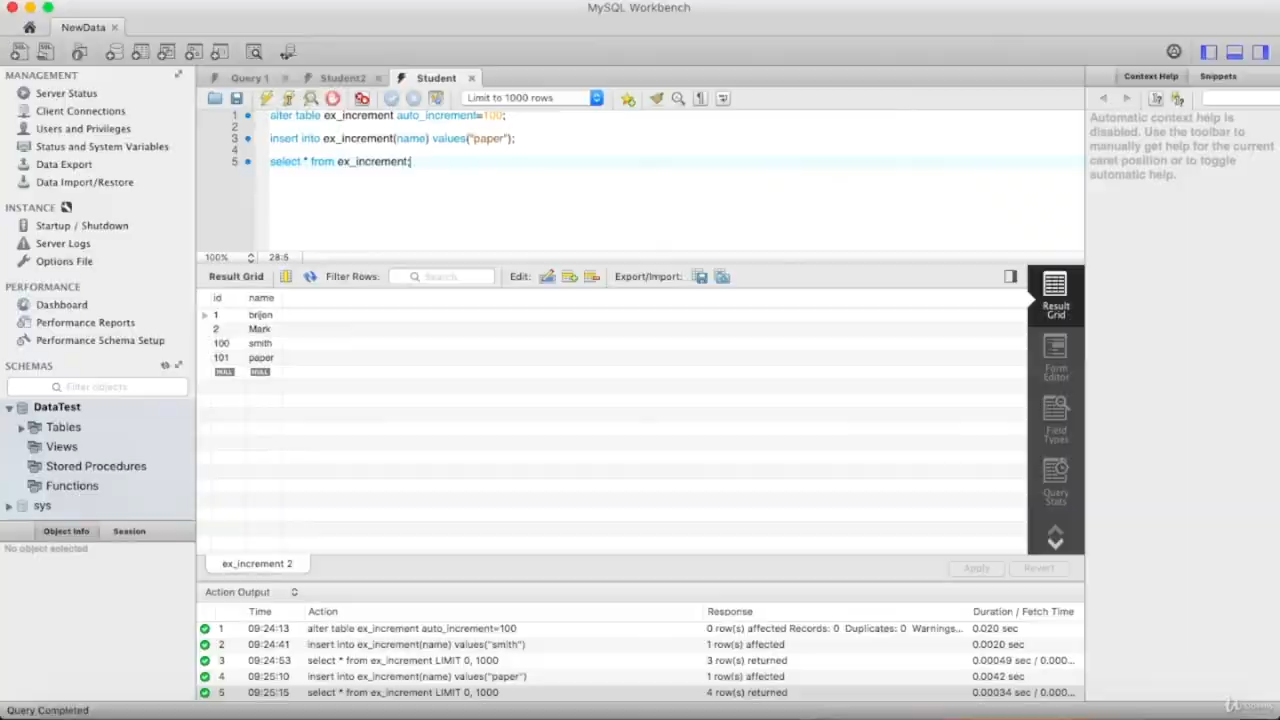 MySQL Workbench
NewData
MANAGEMENT
Server Status
Client Connections
Users and Privileges
Status and System Variables
Data Export
Data Import/Restore
INSTANCE
Startup / Shutdown
Server Logs
Options File
PERFORMANCE
Dashboard
Performance Reports
Performance Schema Setup
SCHEMAS
Filter objects
DataTest
Tables
Views
Stored Procedures
Functions
sys
Object Info Session
No object selected
Query 1 Student2 Student
Limit to 1000 rows
1 alter table ex_increment auto_increment=100;
2
3 insert into ex_increment(name) values("paper");
4
5 select * from ex_increment;
100% 28:5
Result Grid Filter Rows: Search Edit: Export/Import:
id name
1 brijen
2 Mark
100 smith
101 paper
NULL NULL
Result Grid
Form Editor
Field Types
Query Stats
ex_increment 2 Apply Revert
Action Output
Time Action Response Duration / Fetch Time
1 09:24:13 alter table ex_increment auto_increment=100 0 row(s) affected Records: 0 Duplicates: 0 Warnings... 0.020 sec
2 09:24:41 insert into ex_increment(name) values("smith") 1 row(s) affected 0.0020 sec
3 09:24:53 select * from ex_increment LIMIT 0, 1000 3 row(s) returned 0.00049 sec / 0.000...
4 09:25:10 insert into ex_increment(name) values("paper") 1 row(s) affected 0.0042 sec
5 09:25:15 select * from ex_increment LIMIT 0, 1000 4 row(s) returned 0.00034 sec / 0.000...
Context Help Snippets
Automatic context help is
disabled. Use the toolbar to
manually get help for the current
caret position or to toggle
automatic help.
Query Completed